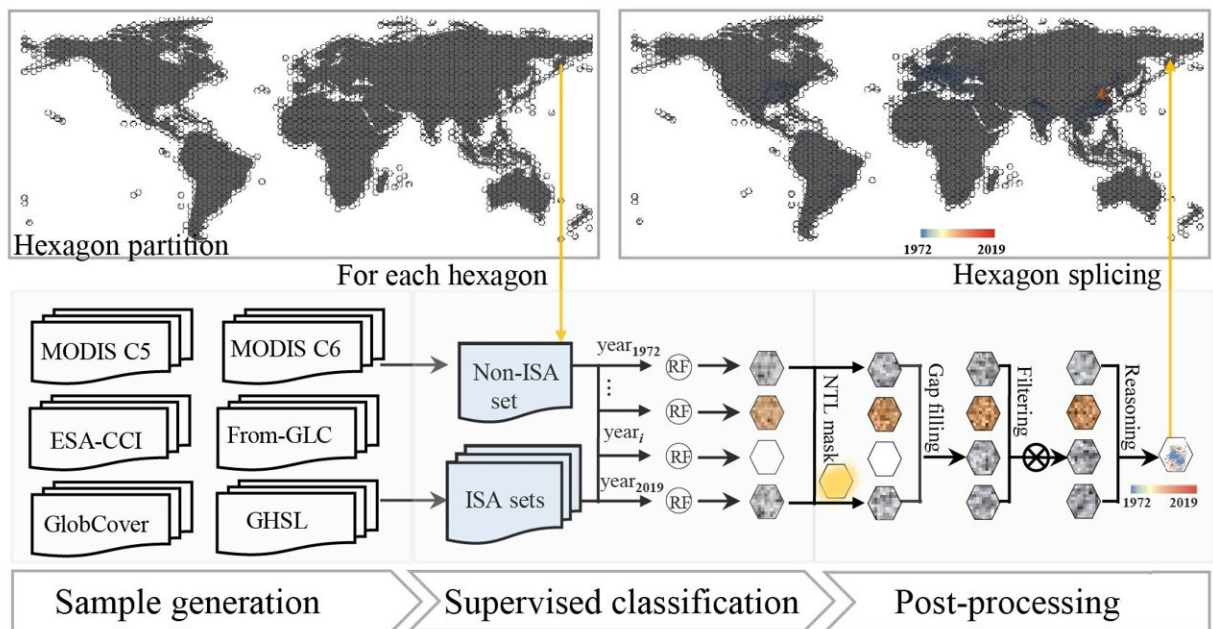 Hexagon partition
1972 2019
For each hexagon
Hexagon splicing
MODIS C5
MODIS C6
ESA-CCI
From-GLC
GlobCover
GHSL
Non-ISA
set
ISA sets
year1972
RF
⋮
RF
yeari
RF
year2019
RF
NTL mask
Gap filling
Filtering
Reasoning
1972 2019
Sample generation
Supervised classification
Post-processing